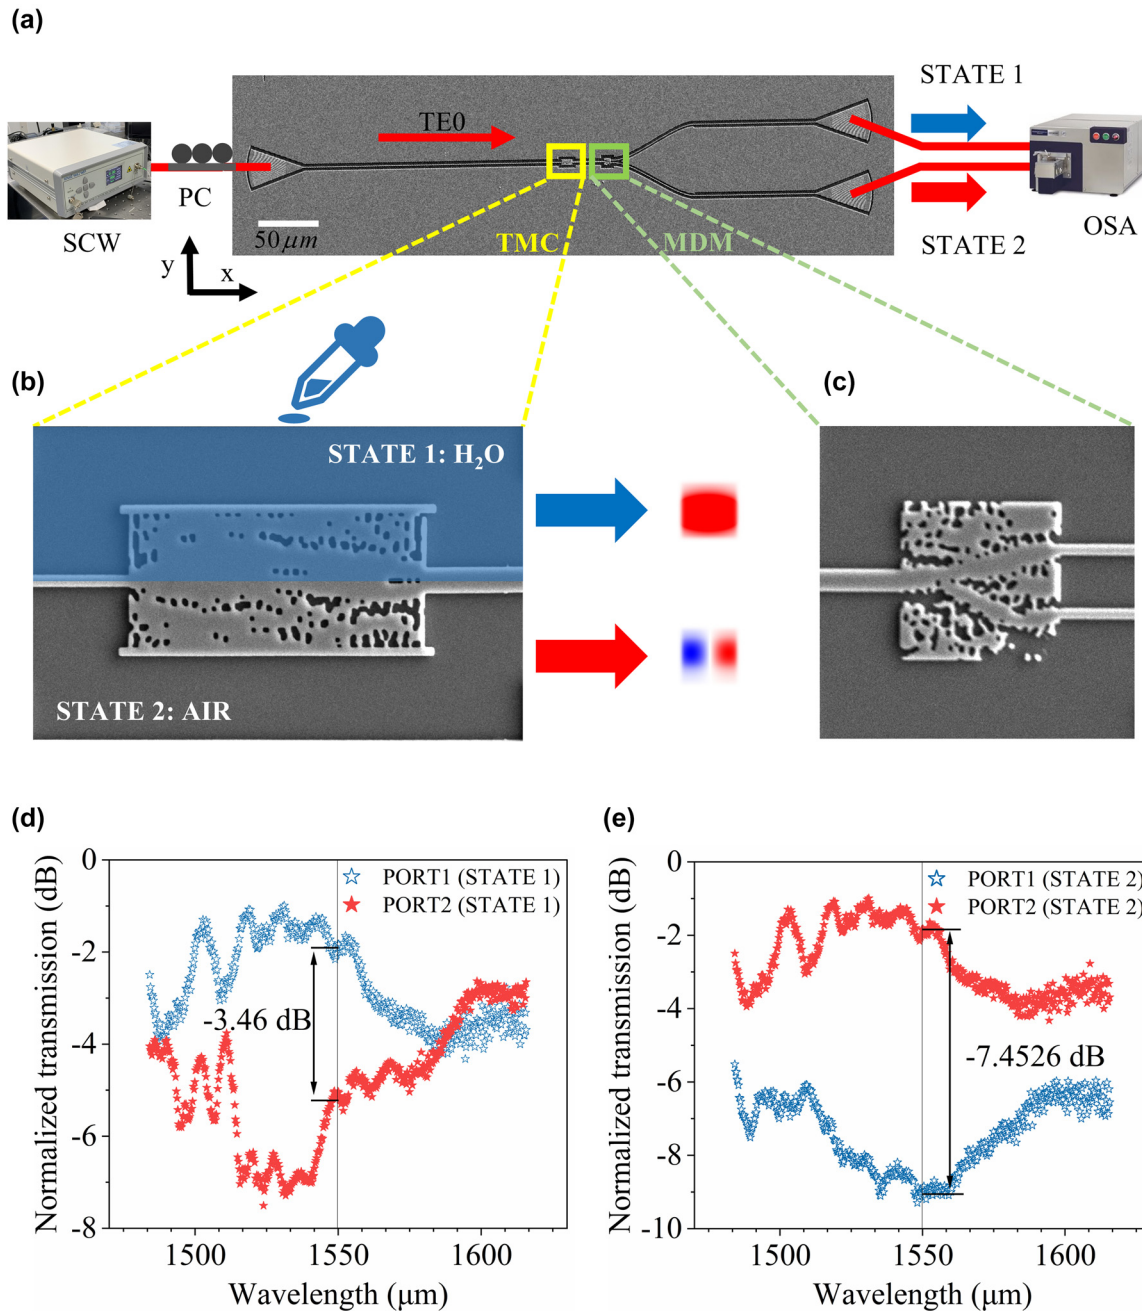 (a)
STATE 1
TE0
PC
SCW
50 μm
TMC
MDM
STATE 2
OSA
y
x
(b)
(c)
STATE 1: H₂O
STATE 2: AIR
(d)
(e)
Normalized transmission (dB)
0
-2
-4
-6
-8
PORT1 (STATE 1)
PORT2 (STATE 1)
-3.46 dB
1500
1550
1600
Wavelength (μm)
Normalized transmission (dB)
0
-2
-4
-6
-8
-10
PORT1 (STATE 2)
PORT2 (STATE 2)
-7.4526 dB
1500
1550
1600
Wavelength (μm)